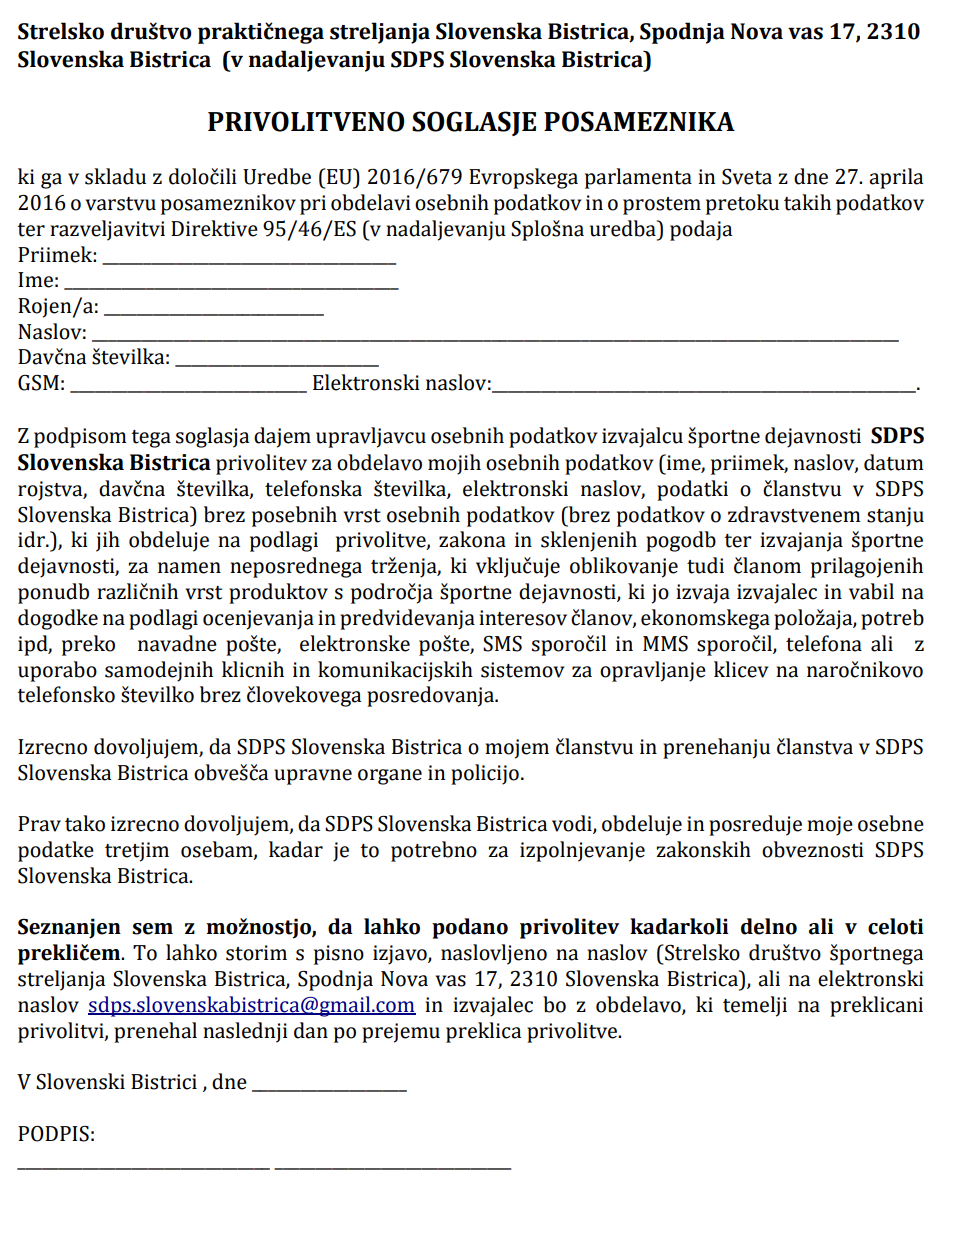 Strelsko društvo praktičnega streljanja Slovenska Bistrica, Spodnja Nova vas 17, 2310
Slovenska Bistrica (v nadaljevanju SDPS Slovenska Bistrica)
PRIVOLITVENO SOGLASJE POSAMEZNIKA
ki ga v skladu z določili Uredbe (EU) 2016/679 Evropskega parlamenta in Sveta z dne 27. aprila
2016 o varstvu posameznikov pri obdelavi osebnih podatkov in o prostem pretoku takih podatkov
ter razveljavitvi Direktive 95/46/ES (v nadaljevanju Splošna uredba) podaja
Priimek: ____________________________
Ime: ________________________________
Rojen/a: _____________________
Naslov: ______________________________________________________________________________
Davčna številka: ___________________
GSM: ______________________ Elektronski naslov:________________________________________.
Z podpisom tega soglasja dajem upravljavcu osebnih podatkov izvajalcu športne dejavnosti SDPS
Slovenska Bistrica privolitev za obdelavo mojih osebnih podatkov (ime, priimek, naslov, datum
rojstva, davčna številka, telefonska številka, elektronski naslov, podatki o članstvu v SDPS
Slovenska Bistrica) brez posebnih vrst osebnih podatkov (brez podatkov o zdravstvenem stanju
idr.), ki jih obdeluje na podlagi privolitve, zakona in sklenjenih pogodb ter izvajanja športne
dejavnosti, za namen neposrednega trženja, ki vključuje oblikovanje tudi članom prilagojenih
ponudb različnih vrst produktov s področja športne dejavnosti, ki jo izvaja izvajalec in vabil na
dogodke na podlagi ocenjevanja in predvidevanja interesov članov, ekonomskega položaja, potreb
ipd, preko navadne pošte, elektronske pošte, SMS sporočil in MMS sporočil, telefona ali z
uporabo samodejnih klicnih in komunikacijskih sistemov za opravljanje klicev na naročnikovo
telefonsko številko brez človekovega posredovanja.
Izrecno dovoljujem, da SDPS Slovenska Bistrica o mojem članstvu in prenehanju članstva v SDPS
Slovenska Bistrica obvešča upravne organe in policijo.
Prav tako izrecno dovoljujem, da SDPS Slovenska Bistrica vodi, obdeluje in posreduje moje osebne
podatke tretjim osebam, kadar je to potrebno za izpolnjevanje zakonskih obveznosti SDPS
Slovenska Bistrica.
Seznanjen sem z možnostjo, da lahko podano privolitev kadarkoli delno ali v celoti
prekličem. To lahko storim s pisno izjavo, naslovljeno na naslov (Strelsko društvo športnega
streljanja Slovenska Bistrica, Spodnja Nova vas 17, 2310 Slovenska Bistrica), ali na elektronski
naslov sdps.slovenskabistrica@gmail.com in izvajalec bo z obdelavo, ki temelji na preklicani
privolitvi, prenehal naslednji dan po prejemu preklica privolitve.
V Slovenski Bistrici , dne _______________
PODPIS:
________________________ ______________________